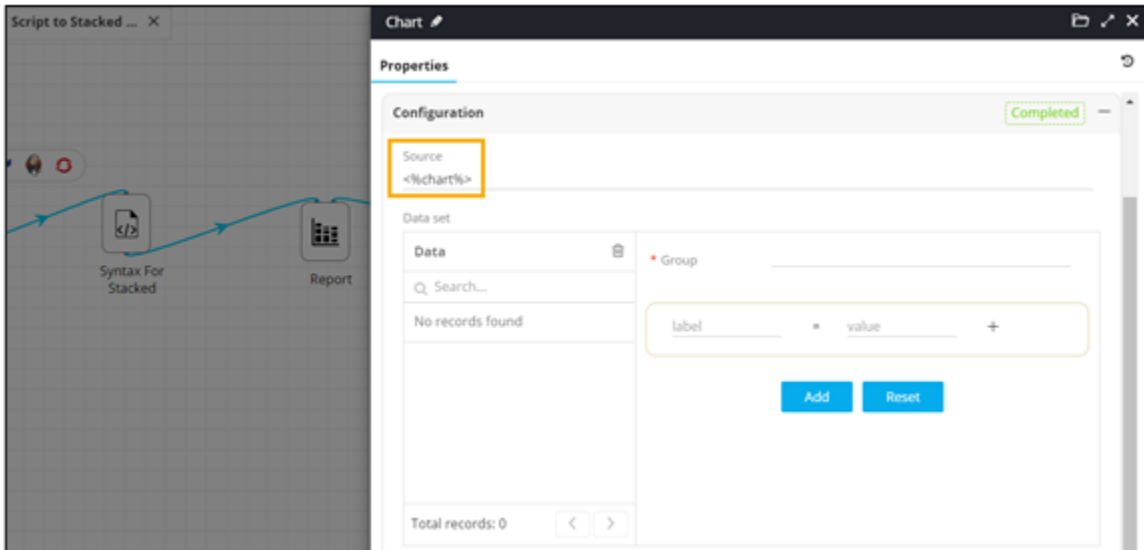 Script to Stacked ...
Chart
Properties
Configuration
Completed
Source
<%chart%>
Data set
Data
* Group
Search...
No records found
label = value +
Add Reset
Total records: 0
Syntax For
Stacked
Report